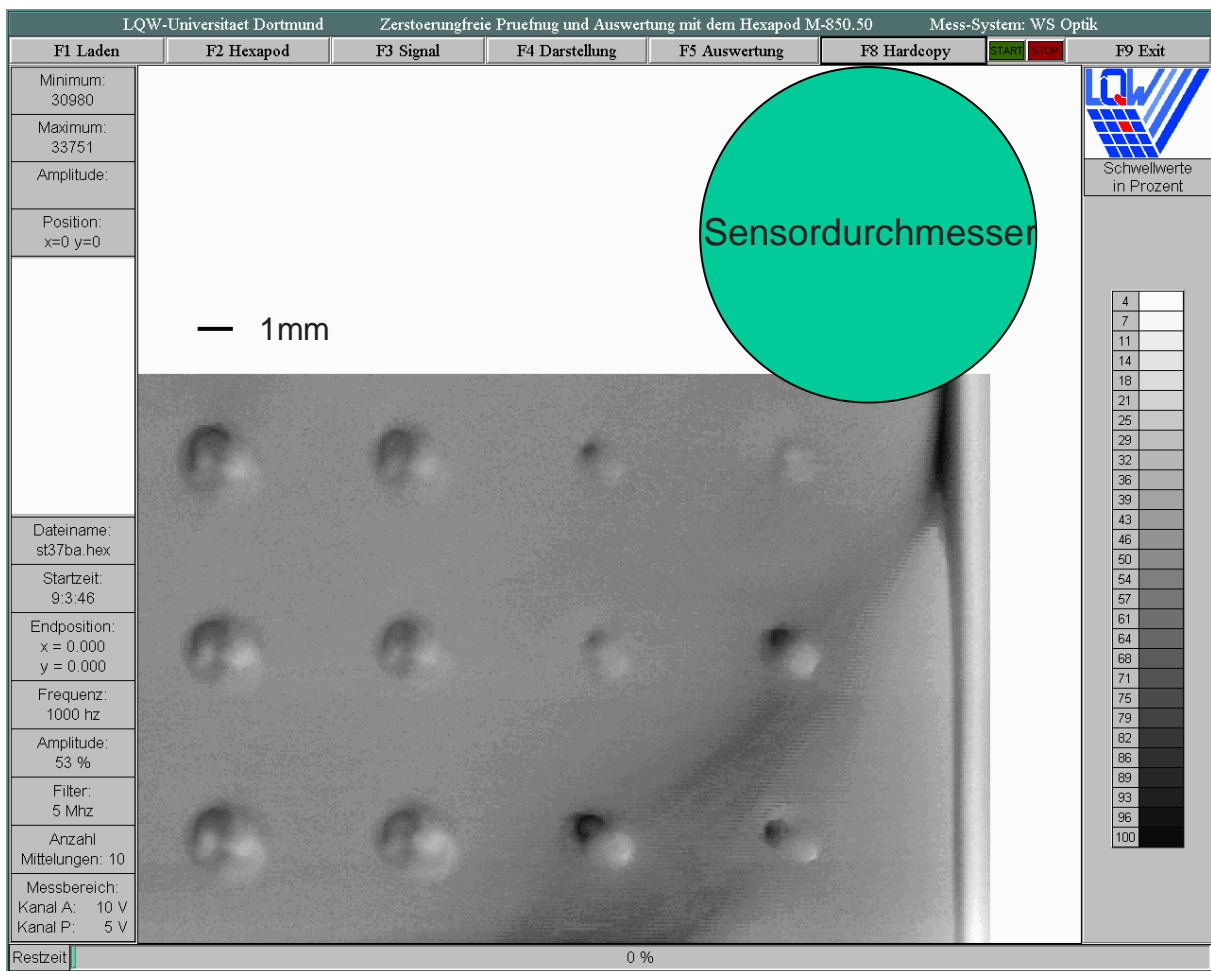 LQW-Universitaet Dortmund Zerstoerungfreie Pruefnug und Auswertung mit dem Hexapod M-850.50 Mess-System: WS Optik
F1 Laden F2 Hexapod F3 Signal F4 Darstellung F5 Auswertung F8 Hardcopy START STOP F9 Exit
Minimum:
30980
Maximum:
33751
Amplitude:
Position:
x=0 y=0
Dateiname:
st37ba.hex
Startzeit:
9:3:46
Endposition:
x = 0.000
y = 0.000
Frequenz:
1000 hz
Amplitude:
53 %
Filter:
5 Mhz
Anzahl
Mittelungen: 10
Messbereich:
Kanal A: 10 V
Kanal P: 5 V
Sensordurchmesser
1mm
LQW
Schwellwerte
in Prozent
4
7
11
14
18
21
25
29
32
36
39
43
46
50
54
57
61
64
68
71
75
79
82
86
89
93
96
100
Restzeit 0 %